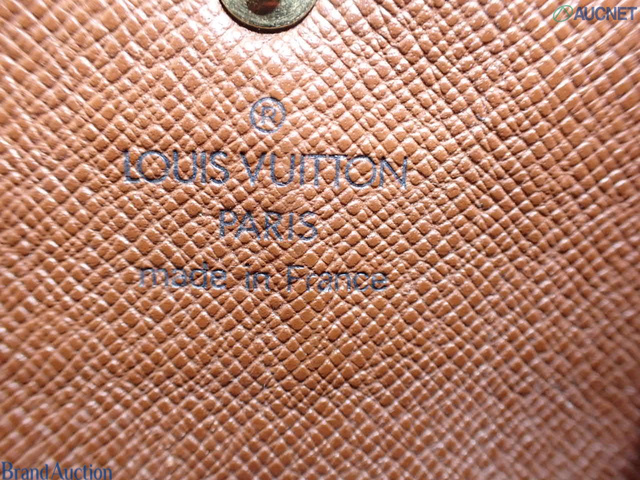 AUCNET
®
LOUIS VUITTON
PARIS
made in France
Brand Auction